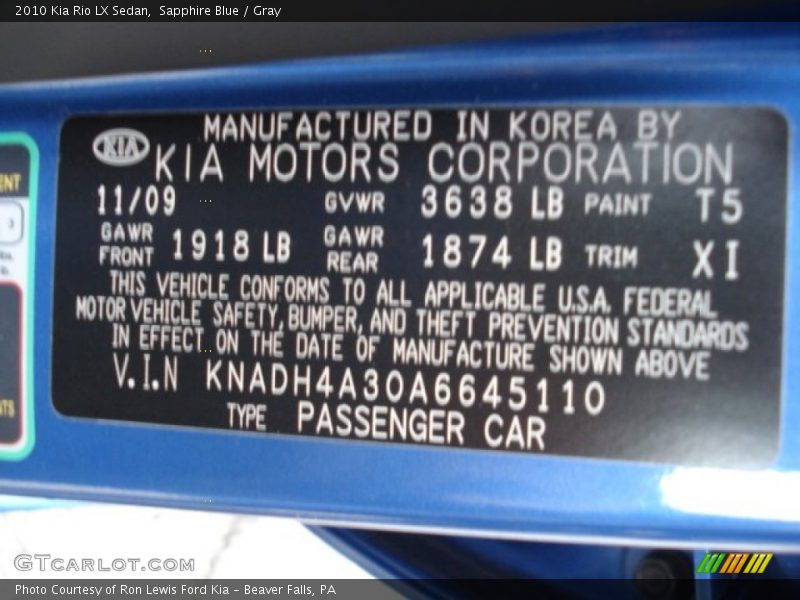 2010 Kia Rio LX Sedan,  Sapphire Blue / Gray
MANUFACTURED IN KOREA BY
KIA KIA MOTORS CORPORATION
11/09 GVWR 3638 LB PAINT T5
GAWR FRONT 1918 LB GAWR REAR 1874 LB TRIM XI
THIS VEHICLE CONFORMS TO ALL APPLICABLE U.S.A. FEDERAL
MOTOR VEHICLE SAFETY, BUMPER, AND THEFT PREVENTION STANDARDS
IN EFFECT ON THE DATE OF MANUFACTURE SHOWN ABOVE
V.I.N KNADH4A30A6645110
TYPE PASSENGER CAR
GTcarlot.com
Photo Courtesy of Ron Lewis Ford Kia – Beaver Falls, PA